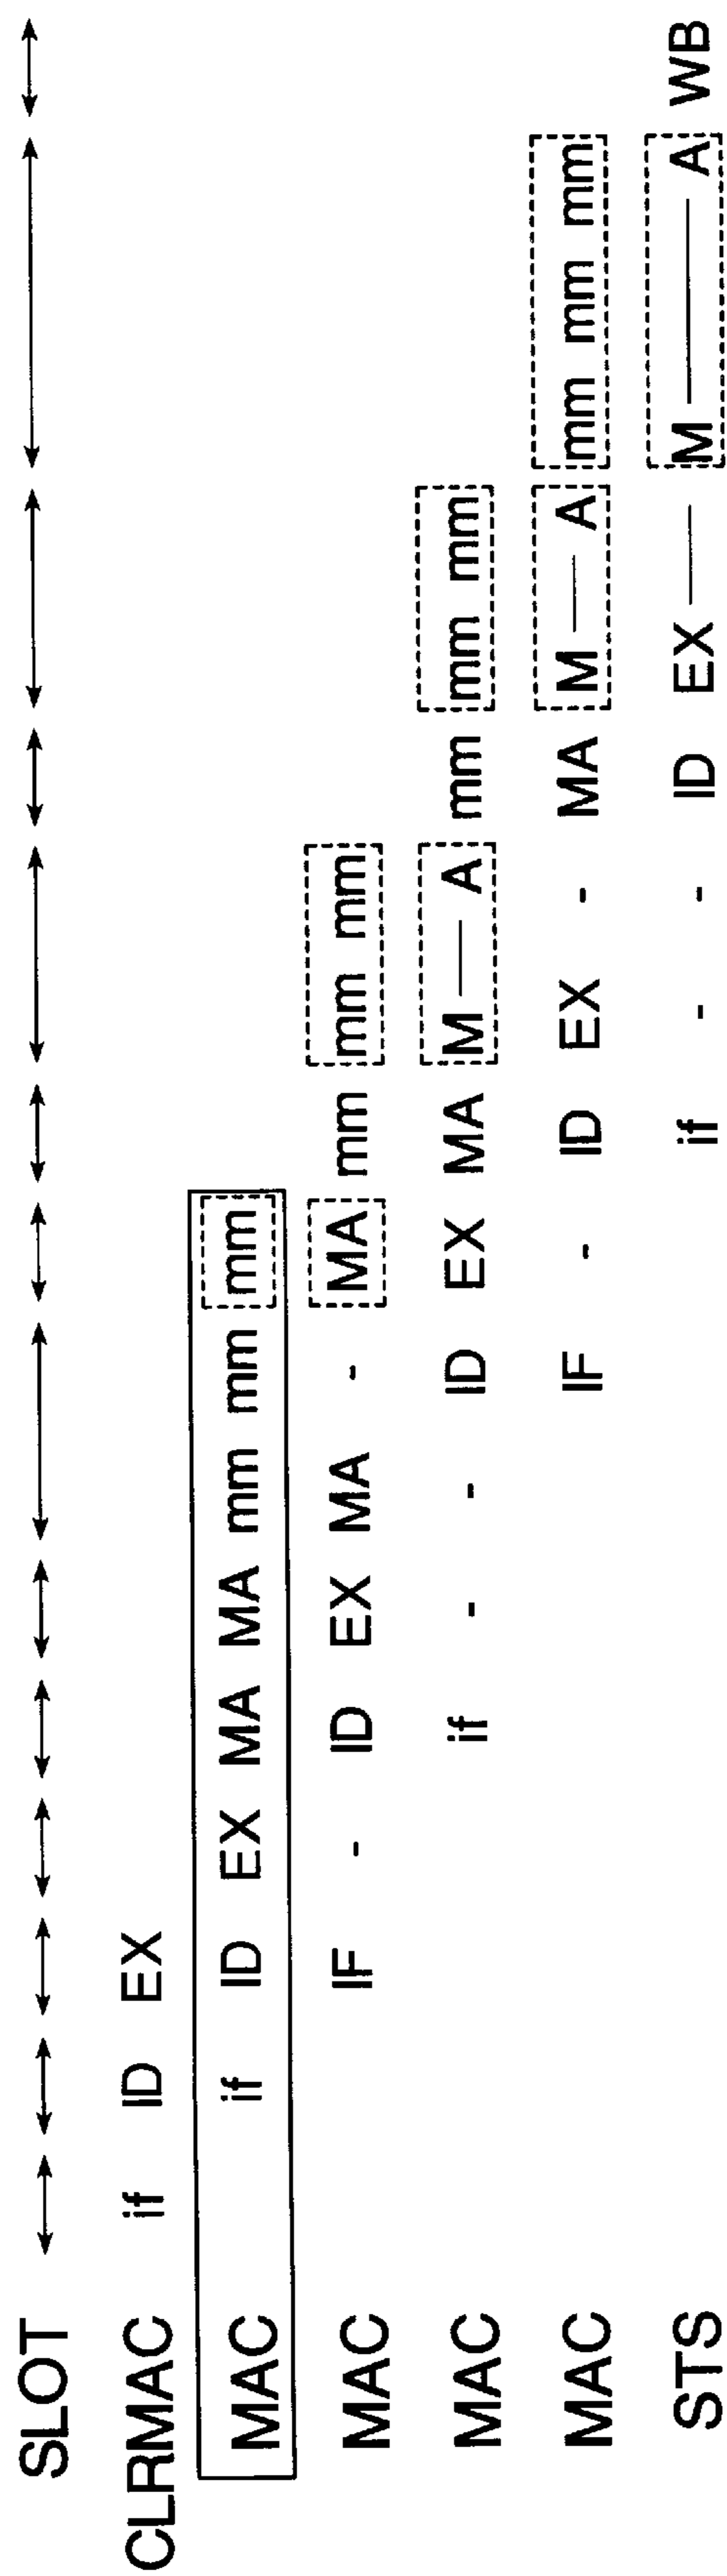 SLOT
CLRMAC if ID EX
MAC if ID EX MA MA mm mm mm
MAC IF - ID EX MA - MA mm mm mm
MAC if - - ID EX MA M — A mm mm mm
MAC IF - ID EX - MA M — A mm mm mm
STS if - - ID EX — M — A WB